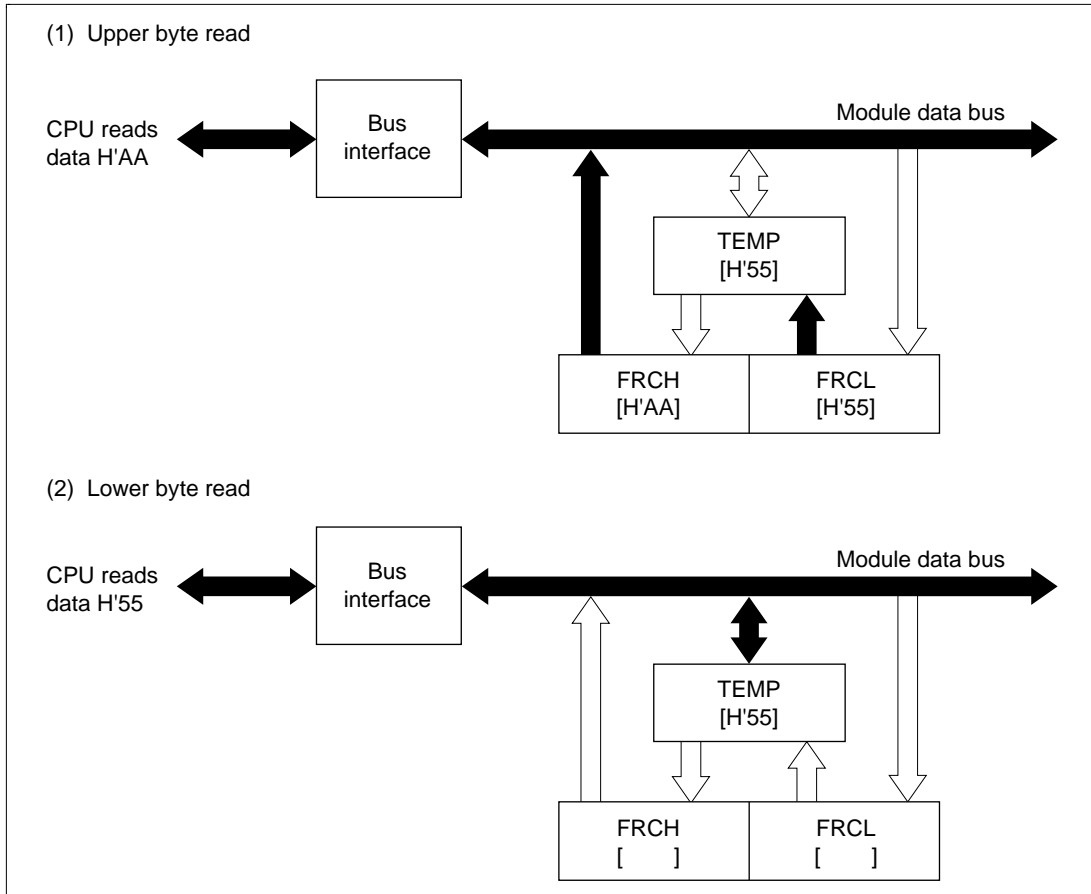 (1) Upper byte read
CPU reads
data H'AA
Bus
interface
Module data bus
TEMP
[H'55]
FRCH
[H'AA]
FRCL
[H'55]
(2) Lower byte read
CPU reads
data H'55
Bus
interface
Module data bus
TEMP
[H'55]
FRCH
[ ]
FRCL
[ ]